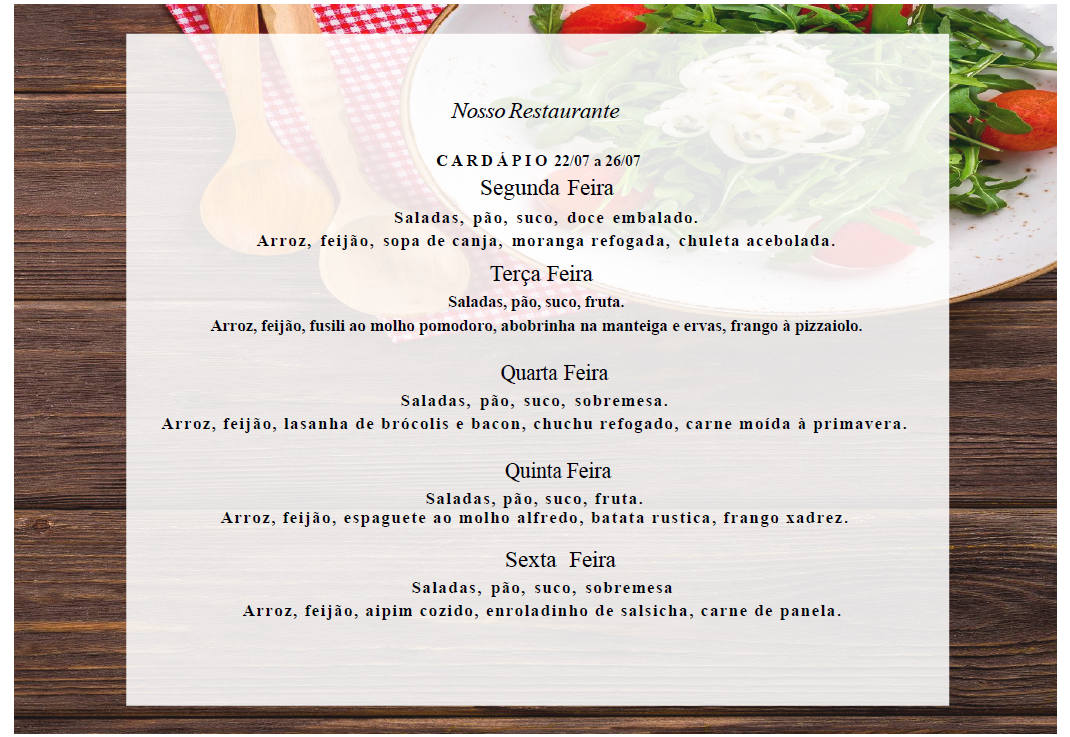 Nosso Restaurante
CARDÁPIO 22/07 a 26/07
Segunda Feira
Saladas, pão, suco, doce embalado.
Arroz, feijão, sopa de canja, moranga refogada, chuleta acebolada.
Terça Feira
Saladas, pão, suco, fruta.
Arroz, feijão, fusili ao molho pomodoro, abobrinha na manteiga e ervas, frango à pizzaiolo.
Quarta Feira
Saladas, pão, suco, sobremesa.
Arroz, feijão, lasanha de brócolis e bacon, chuchu refogado, carne moída à primavera.
Quinta Feira
Saladas, pão, suco, fruta.
Arroz, feijão, espaguete ao molho alfredo, batata rustica, frango xadrez.
Sexta Feira
Saladas, pão, suco, sobremesa
Arroz, feijão, aipim cozido, enroladinho de salsicha, carne de panela.